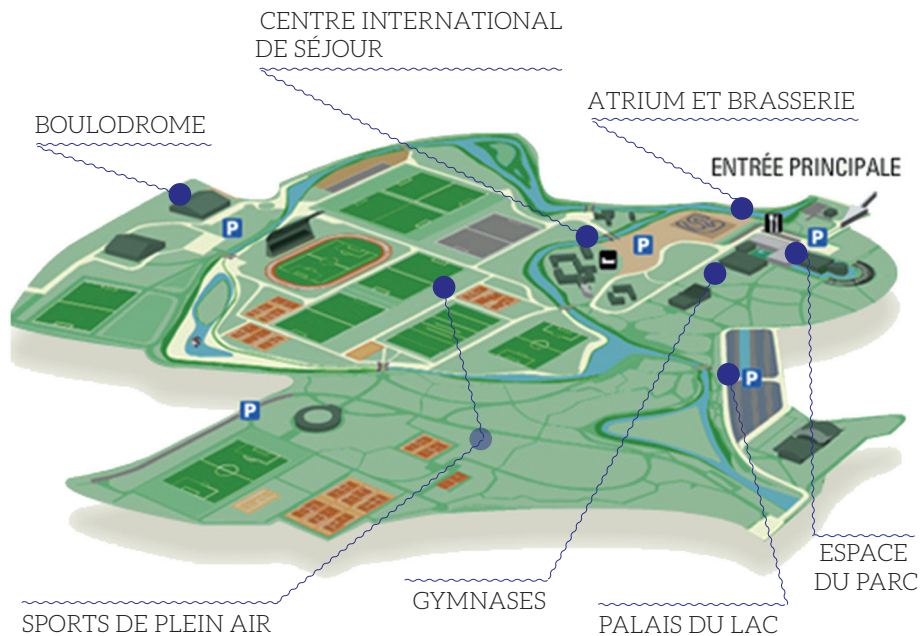 CENTRE INTERNATIONAL
DE SÉJOUR
ATRIUM ET BRASSERIE
BOULODROME
ENTRÉE PRINCIPALE
P
P
P
P
P
ESPACE
DU PARC
GYMNASES
SPORTS DE PLEIN AIR
PALAIS DU LAC